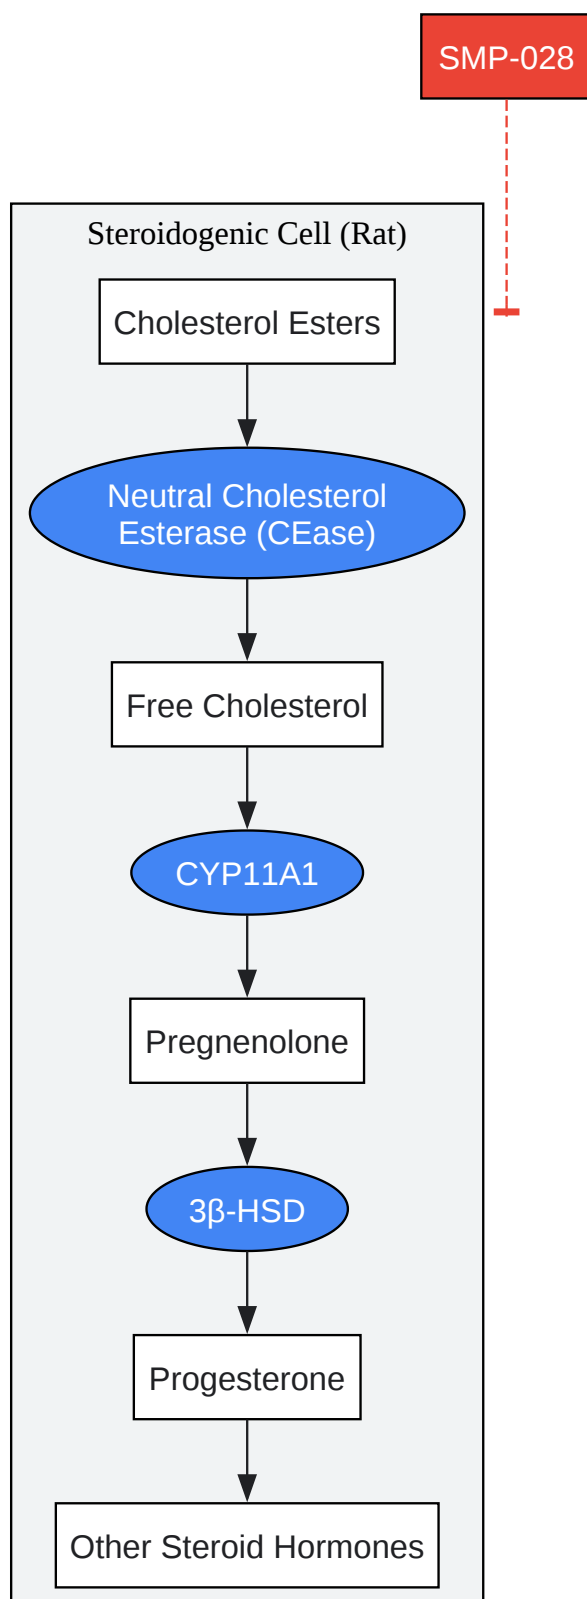 SMP-028
Steroidogenic Cell (Rat)
Cholesterol Esters
Neutral Cholesterol
Esterase (CEase)
Free Cholesterol
CYP11A1
Pregnenolone
3β-HSD
Progesterone
Other Steroid Hormones